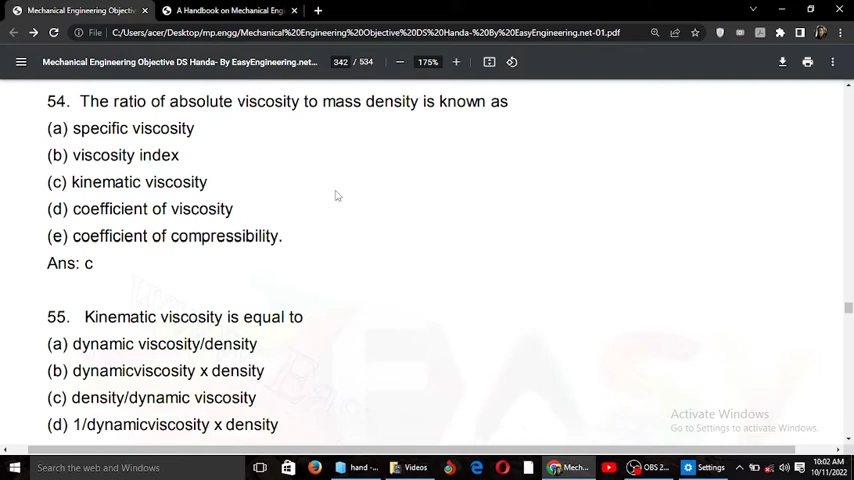 Mechanical Engineering Objectiv
A Handbook on Mechanical Eng
File
C:/Users/acer/Desktop/mp.engg/Mechanical%20Engineering%20Objective%20DS%20Handa-%20By%20EasyEngineering.net-01.pdf
Mechanical Engineering Objective DS Handa- By EasyEngineering.net...
342 / 534
175%
54. The ratio of absolute viscosity to mass density is known as
(a) specific viscosity
(b) viscosity index
(c) kinematic viscosity
(d) coefficient of viscosity
(e) coefficient of compressibility.
Ans: c
55. Kinematic viscosity is equal to
(a) dynamic viscosity/density
(b) dynamicviscosity x density
(c) density/dynamic viscosity
(d) 1/dynamicviscosity x density
Activate Windows
Go to Settings to activate Windows.
Search the web and Windows
hand -...
Videos
Mech...
OBS 2...
Settings
10:02 AM
10/11/2022